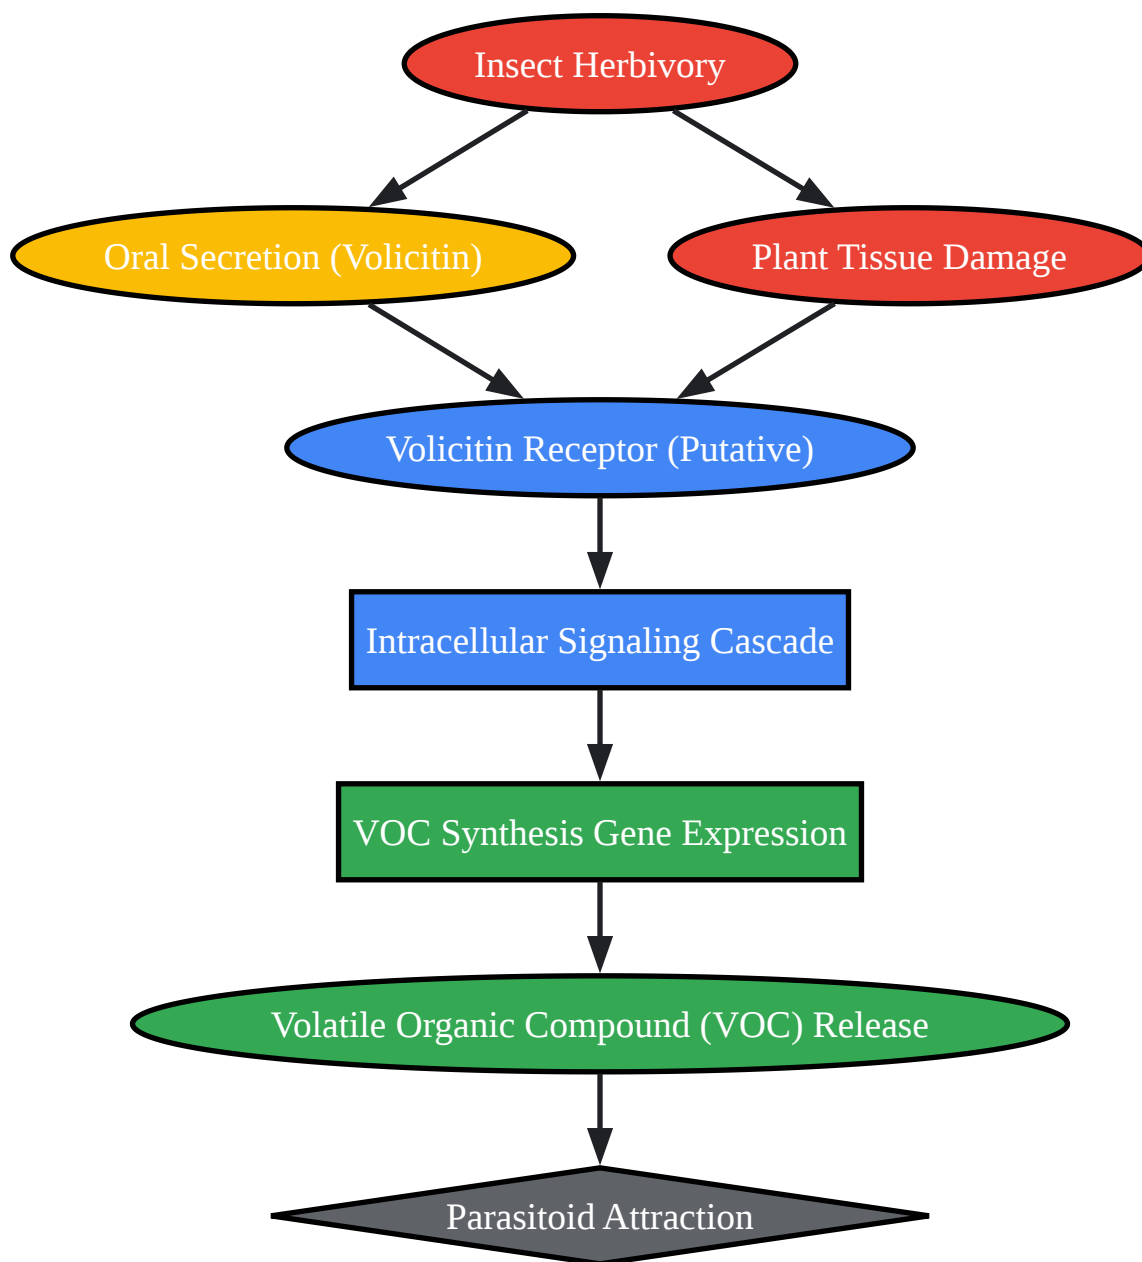 Insect Herbivory
Oral Secretion (Volicitin)
Plant Tissue Damage
Volicitin Receptor (Putative)
Intracellular Signaling Cascade
VOC Synthesis Gene Expression
Volatile Organic Compound (VOC) Release
Parasitoid Attraction